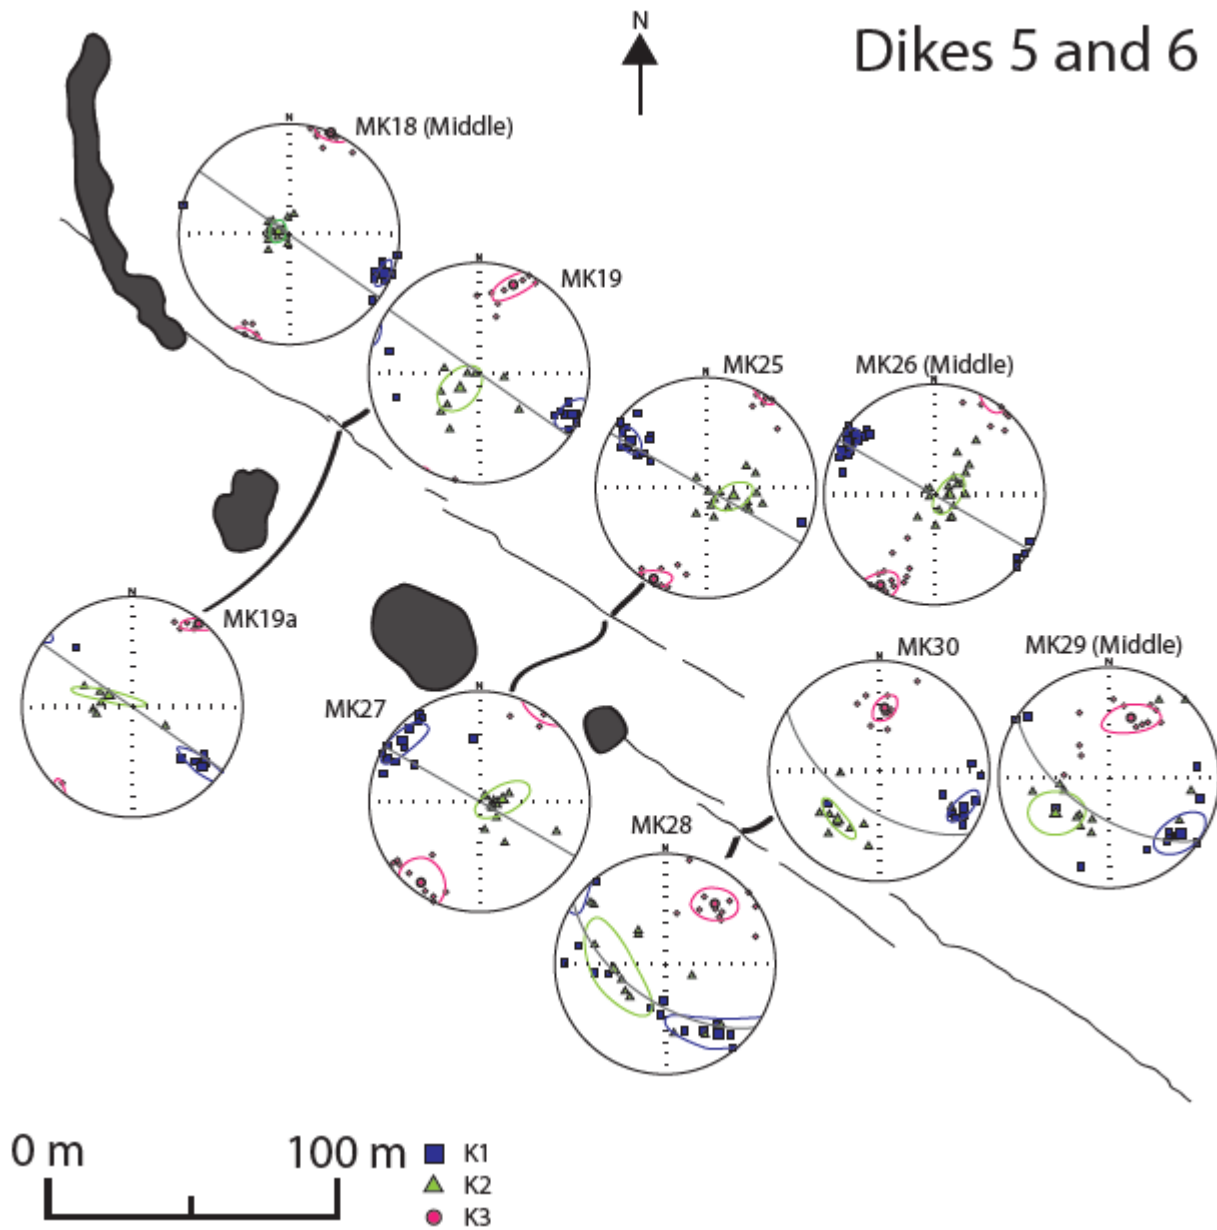 N
Dikes 5 and 6
N
MK18 (Middle)
N
MK19
N
MK25
N
MK26 (Middle)
N
MK19a
N
MK30
N
MK29 (Middle)
N
MK27
N
MK28
0 m
100 m
K1
K2
K3